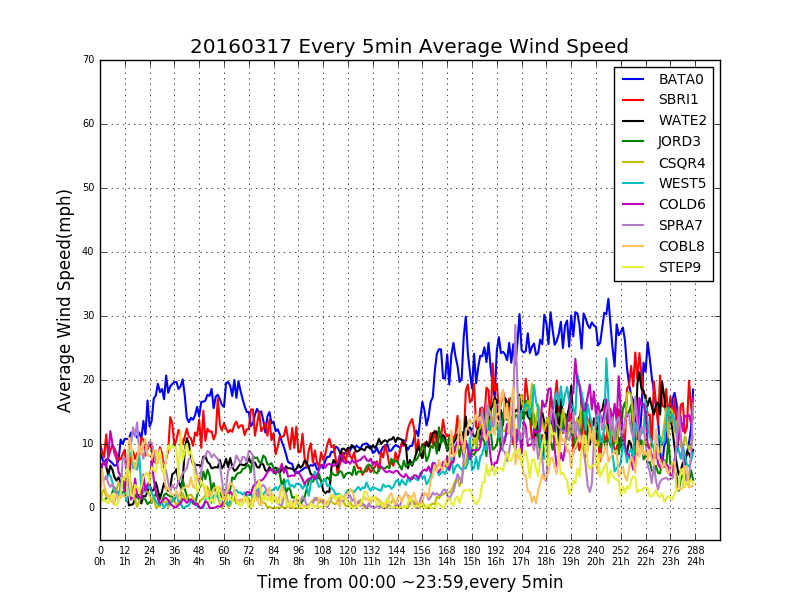 20160317 Every 5min Average Wind Speed
70
60
50
40
30
20
10
0
Average Wind Speed(mph)
BATA0
SBRI1
WATE2
JORD3
CSQR4
WEST5
COLD6
SPRA7
COBL8
STEP9
0 12 24 36 48 60 72 84 96 108 120 132 144 156 168 180 192 204 216 228 240 252 264 276 288
0h 1h 2h 3h 4h 5h 6h 7h 8h 9h 10h 11h 12h 13h 14h 15h 16h 17h 18h 19h 20h 21h 22h 23h 24h
Time from 00:00 ~23:59,every 5min